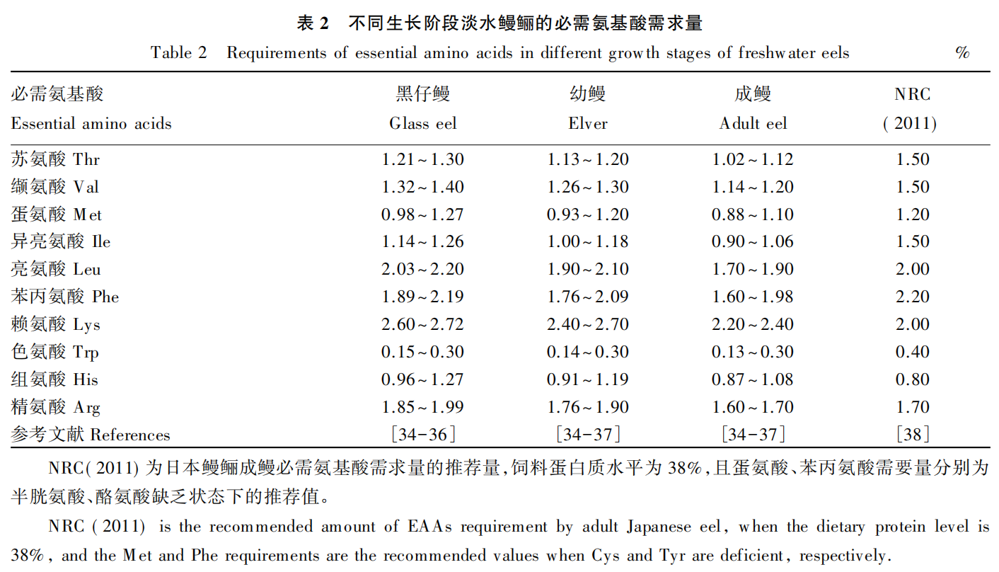 表 2 不同生长阶段淡水鳗鲡的必需氨基酸需求量
Table 2 Requirements of essential amino acids in different growth stages of freshwater eels %
必需氨基酸 黑仔鳗 幼鳗 成鳗 NRC
Essential amino acids Glass eel Elver Adult eel ( 2011)
苏氨酸 Thr 1.21~1.30 1.13~1.20 1.02~1.12 1.50
缬氨酸 Val 1.32~1.40 1.26~1.30 1.14~1.20 1.50
蛋氨酸 Met 0.98~1.27 0.93~1.20 0.88~1.10 1.20
异亮氨酸 Ile 1.14~1.26 1.00~1.18 0.90~1.06 1.50
亮氨酸 Leu 2.03~2.20 1.90~2.10 1.70~1.90 2.00
苯丙氨酸 Phe 1.89~2.19 1.76~2.09 1.60~1.98 2.20
赖氨酸 Lys 2.60~2.72 2.40~2.70 2.20~2.40 2.00
色氨酸 Trp 0.15~0.30 0.14~0.30 0.13~0.30 0.40
组氨酸 His 0.96~1.27 0.91~1.19 0.87~1.08 0.80
精氨酸 Arg 1.85~1.99 1.76~1.90 1.60~1.70 1.70
参考文献 References [34-36] [34-37] [34-37] [38]
NRC( 2011) 为日本鳗鲡成鳗必需氨基酸需求量的推荐量,饲料蛋白质水平为 38%,且蛋氨酸、苯丙氨酸需要量分别为
半胱氨酸、酪氨酸缺乏状态下的推荐值。
NRC ( 2011) is the recommended amount of EAAs requirement by adult Japanese eel, when the dietary protein level is
38%, and the Met and Phe requirements are the recommended values when Cys and Tyr are deficient, respectively.